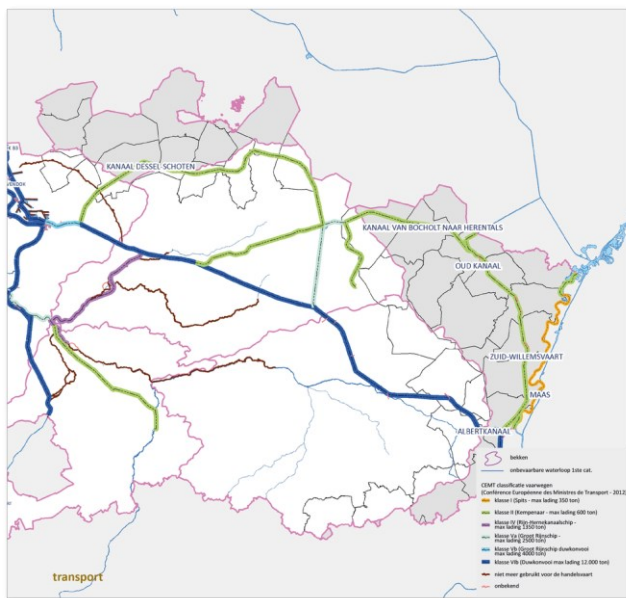 KANAAL DESSEL-SCHOTEN
KANAAL VAN BOCHOLT NAAR HERENTALS
OUD KANAAL
ZUID-WILLEMSVAART
MAAS
ALBERTKANAAL
bekken
onbevaarbare waterloop 1ste cat.
CEMT classificatie vaarwegen
(Conférence Européenne des Ministres de Transport - 2012)
klasse I (Spits - max lading 350 ton)
klasse II (Kempenaar - max lading 600 ton)
klasse IV (Rijn-Hernekanaalschip -
max lading 1350 ton)
klasse Va (Groot Rijnschip -
max lading 2500 ton)
klasse Vb (Groot Rijnschip duwkonvooi
max lading 4000 ton)
klasse VIb (Duwkonvooi max lading 12.000 ton)
niet meer gebruikt voor de handelsvaart
onbekend
transport